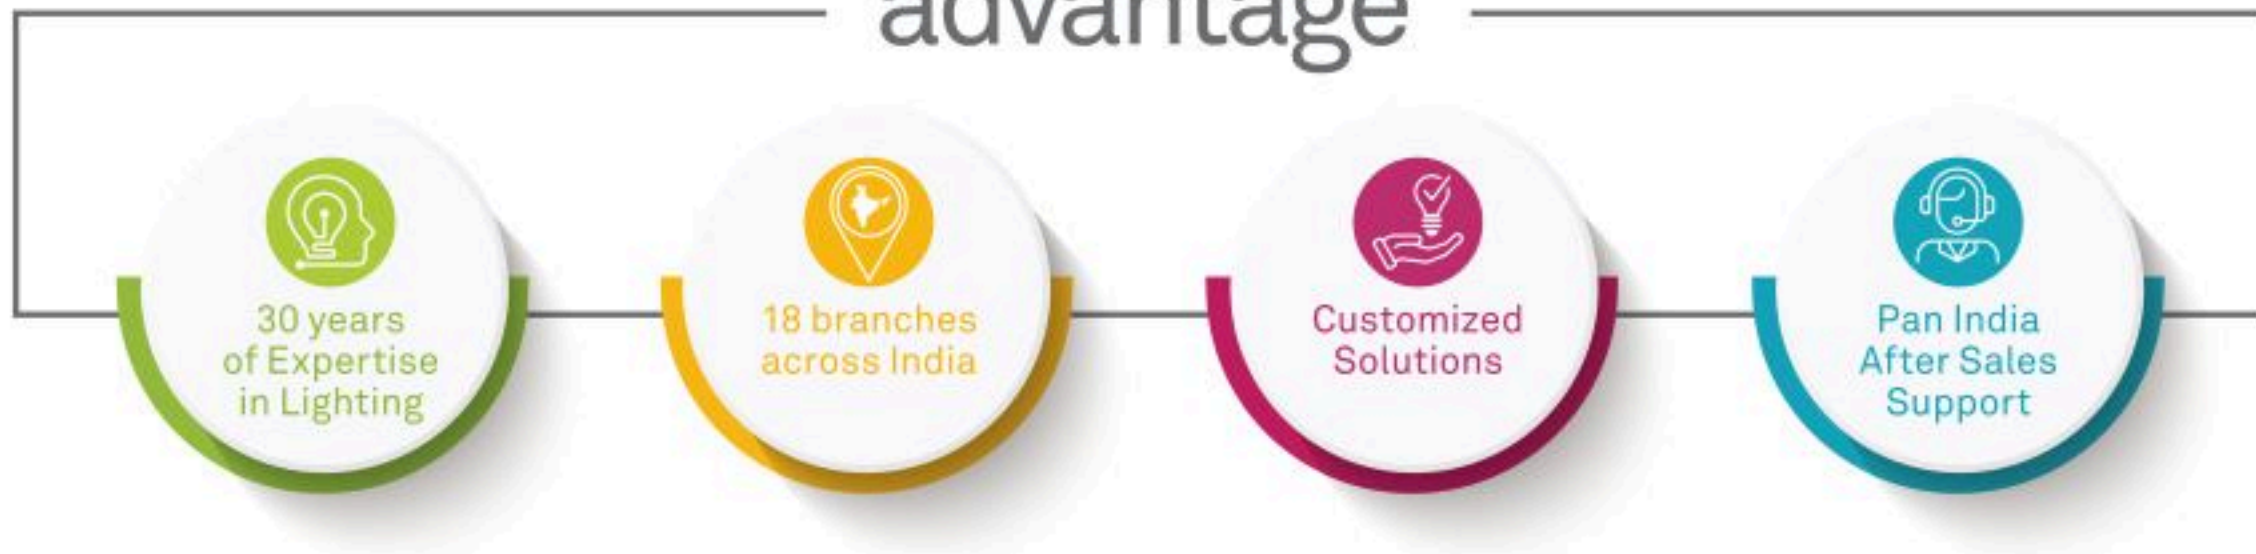 advantage
30 years
of Expertise
in Lighting
18 branches
across India
Customized
Solutions
Pan India
After Sales
Support